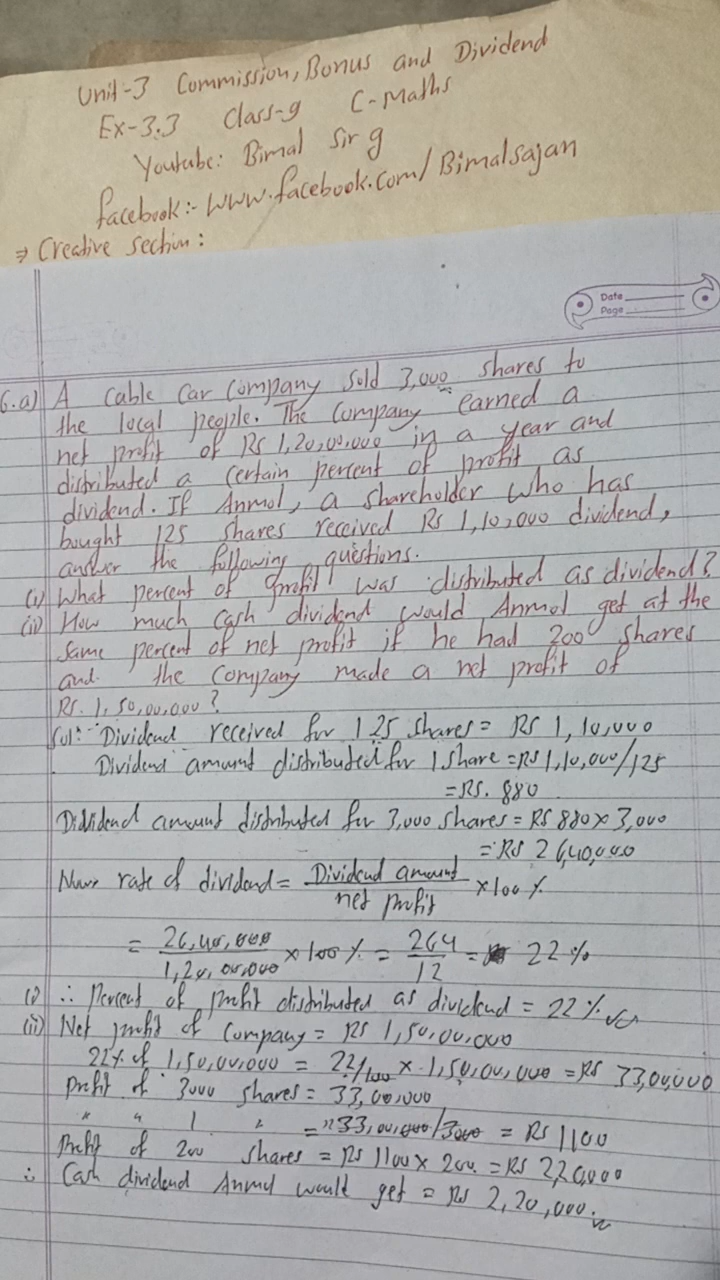 Unit-3 Commission, Bonus and Dividend
Ex-3.3 Class-9 C-Maths
Youtube: Bimal Sir g
facebook:- www.facebook.com/Bimalsajan
⇒ Creative section:
Date
Page
6.a) A Cable Car Company sold 3,000 shares to
the local people. The Company earned a
net profit of Rs 1,20,00,000 in a year and
distributed a certain percent of profit as
dividend. If Anmol, a shareholder who has
bought 125 shares received Rs 1,10,000 dividend,
answer the following questions.
(i) What percent of profit was distributed as dividend?
(ii) How much cash dividend would Anmol get at the
same percent of net profit if he had 200 shares
and the company made a net profit of
Rs. 1,50,00,000?
Solⁿ:- Dividend received for 125 shares = Rs 1,10,000
Dividend amount distributed for 1 share = Rs 1,10,000/125
= Rs. 880
Dividend amount distributed for 3,000 shares = Rs 880 × 3,000
= Rs 26,40,000
Now rate of dividend = Dividend amount / net profit × 100 %
= 26,40,000 / 1,20,00,000 × 100 % = 264 / 12 = 22 %
(i) ∴ Percent of profit distributed as dividend = 22 %
(ii) Net profit of Company = Rs 1,50,00,000
22% of 1,50,00,000 = 22/100 × 1,50,00,000 = Rs 33,00,000
Profit of 3000 shares = 33,00,000
" " 1 " = "33,00,000/3000 = Rs 1100
Profit of 200 shares = Rs 1100 × 200 = Rs 2,20,000
∴ Cash dividend Anmol would get = Rs 2,20,000.